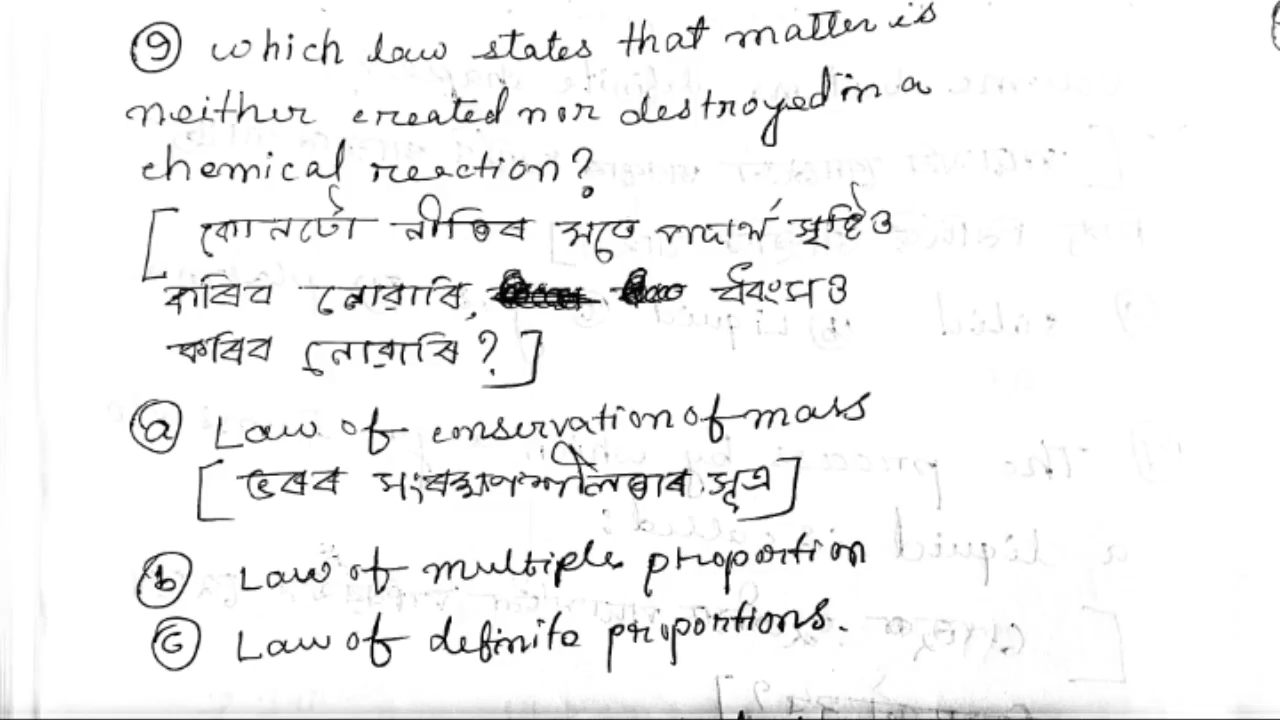 ⑨ which law states that matter is
neither created nor destroyed in a
chemical reaction?
[কোনটো নীতিৰ মতে পদাৰ্থ সৃষ্টিও
কৰিব নোৱাৰি, ধবংসও
কৰিব নোৱাৰি?]
ⓐ Law of conservation of mass
[ভৰৰ সংৰক্ষণশীলতাৰ সূত্ৰ]
ⓑ Law of multiple proportion
ⓒ Law of definite proportions.